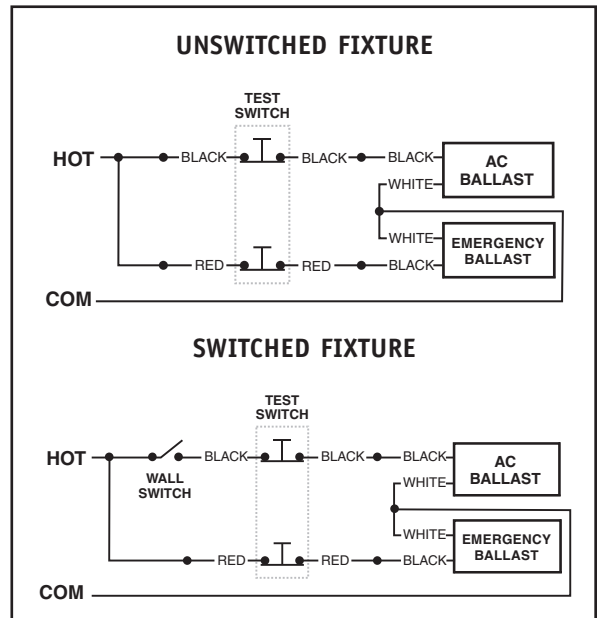 UNSWITCHED FIXTURE
TEST
SWITCH
HOT
BLACK
BLACK
BLACK
AC
BALLAST
WHITE
WHITE
EMERGENCY
BALLAST
RED
RED
BLACK
COM
SWITCHED FIXTURE
TEST
SWITCH
HOT
WALL
SWITCH
BLACK
BLACK
BLACK
AC
BALLAST
WHITE
WHITE
EMERGENCY
BALLAST
RED
RED
BLACK
COM